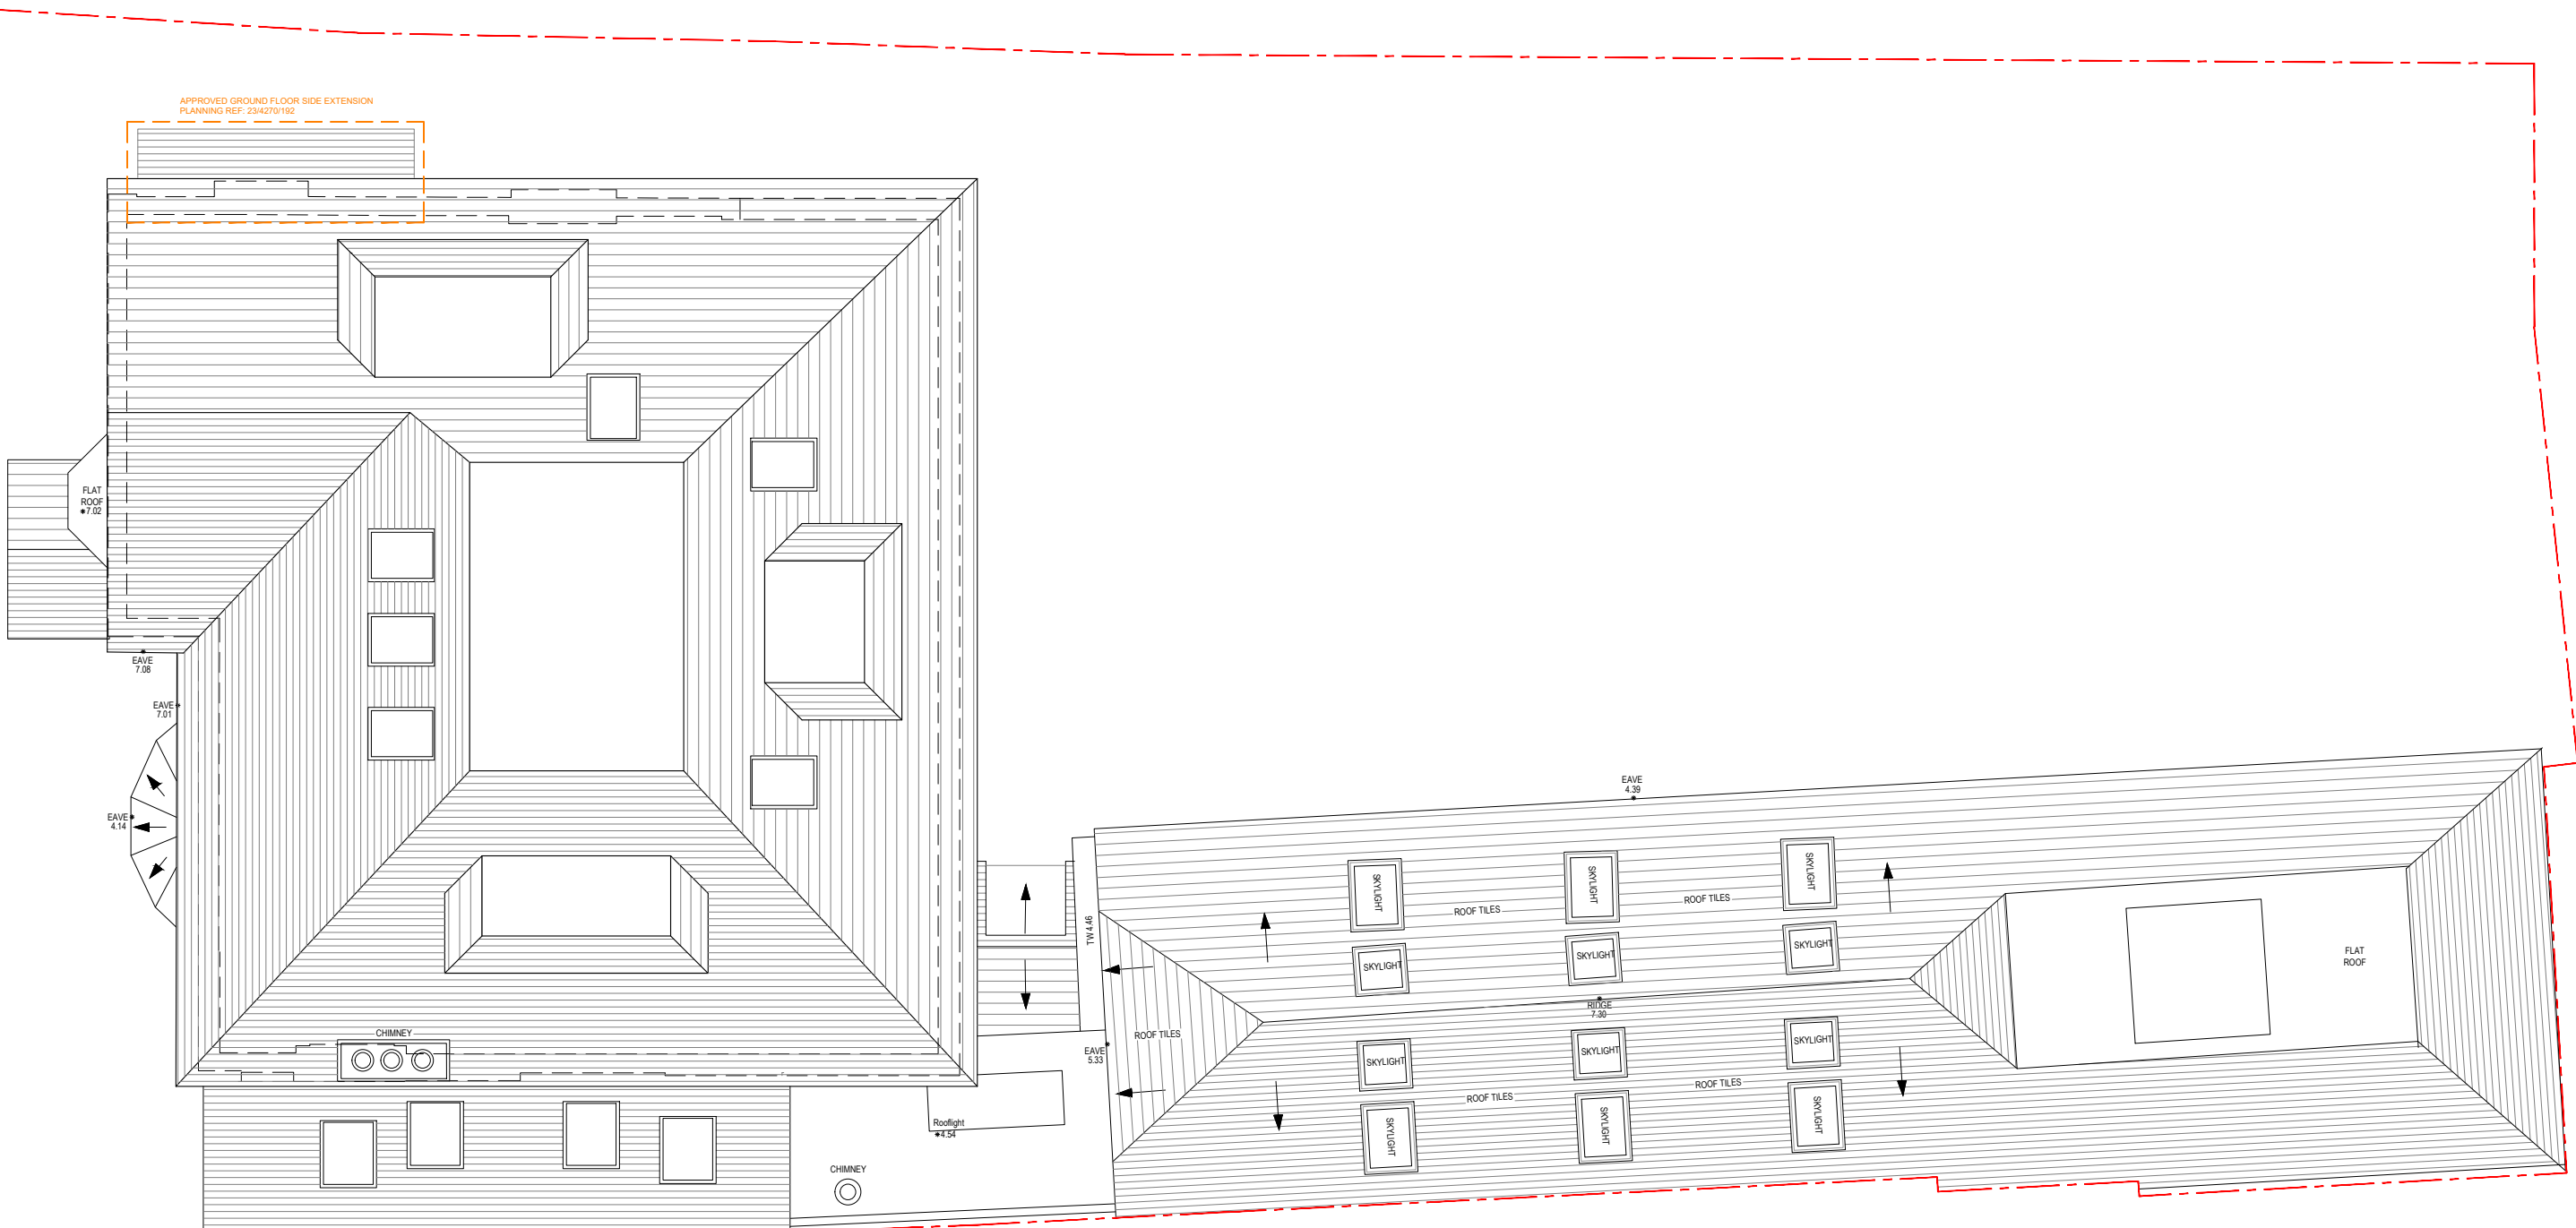 APPROVED GROUND FLOOR SIDE EXTENSION
PLANNING REF: 23/4270/192
FLAT
ROOF
*7.02
EAVE
7.08
EAVE
7.01
EAVE
4.14
CHIMNEY
Rooflight
*4.54
CHIMNEY
TW 4.46
EAVE
5.33
ROOF TILES
EAVE
4.39
SKYLIGHT
SKYLIGHT
SKYLIGHT
ROOF TILES
ROOF TILES
SKYLIGHT
SKYLIGHT
SKYLIGHT
RIDGE
7.30
SKYLIGHT
SKYLIGHT
SKYLIGHT
ROOF TILES
ROOF TILES
SKYLIGHT
SKYLIGHT
SKYLIGHT
FLAT
ROOF